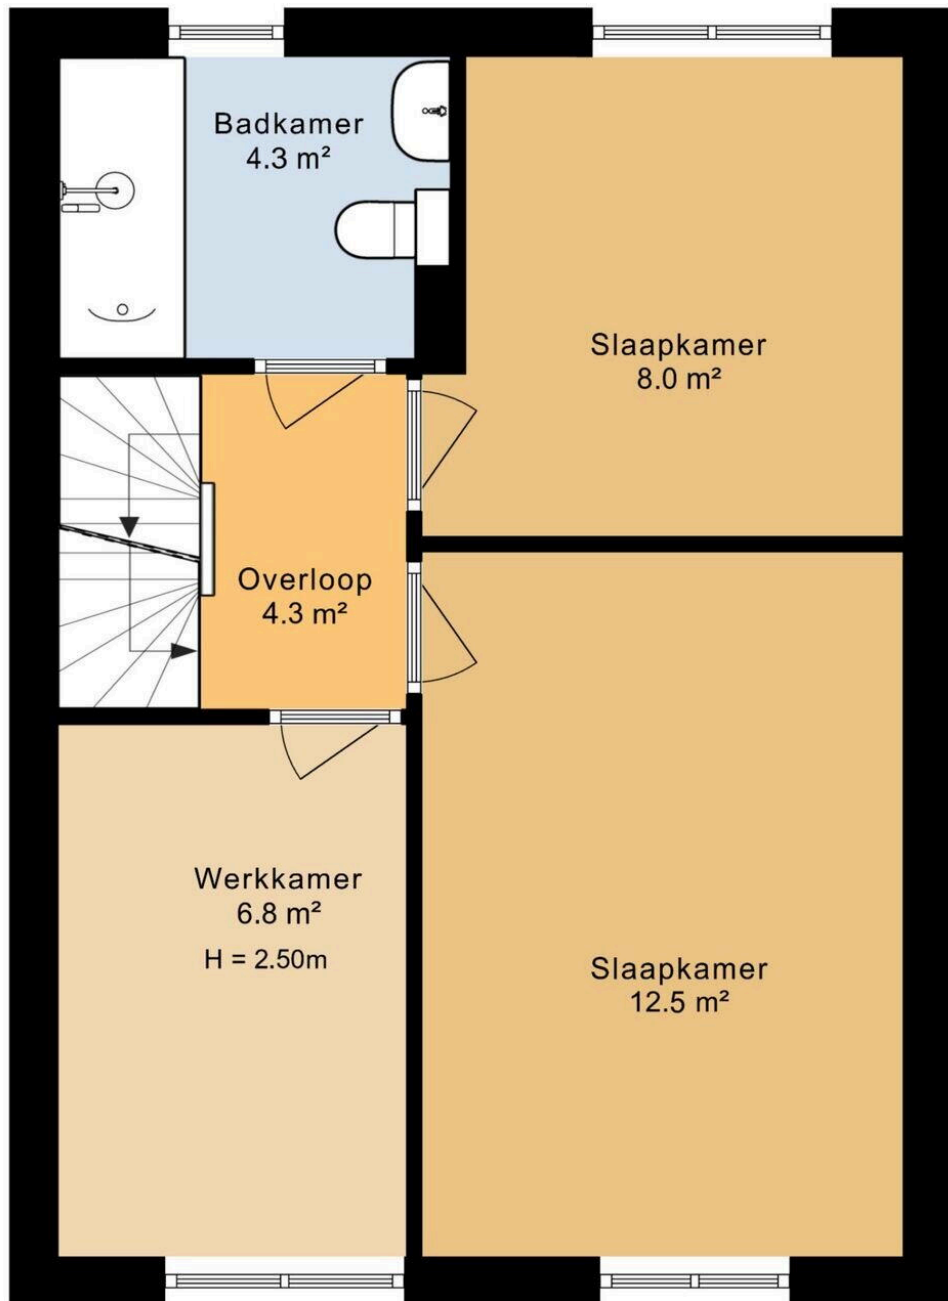 Badkamer
4.3 m²
Slaapkamer
8.0 m²
Overloop
4.3 m²
Werkkamer
6.8 m²
H = 2.50m
Slaapkamer
12.5 m²